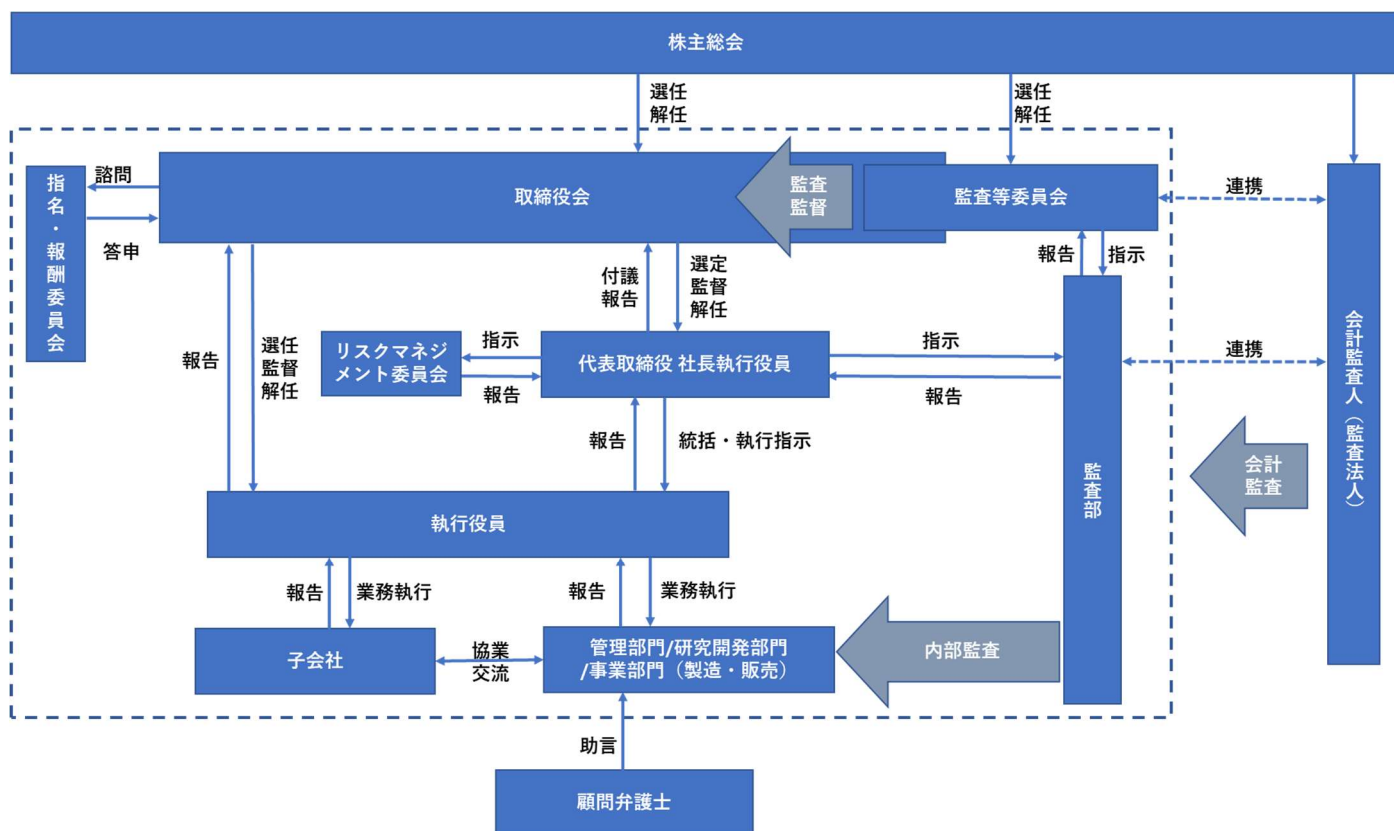 株主総会
選任
解任
選任
解任
指名・報酬委員会
諮問
答申
取締役会
監査
監督
監査等委員会
連携
報告
指示
付議
報告
選定
監督
解任
報告
選任
監督
解任
リスクマネジ
メント委員会
指示
報告
代表取締役 社長執行役員
指示
報告
連携
監査部
会計監査人（監査法人）
会計
監査
報告
統括・執行指示
執行役員
報告
業務執行
報告
業務執行
子会社
協業
交流
管理部門/研究開発部門
/事業部門（製造・販売）
内部監査
助言
顧問弁護士